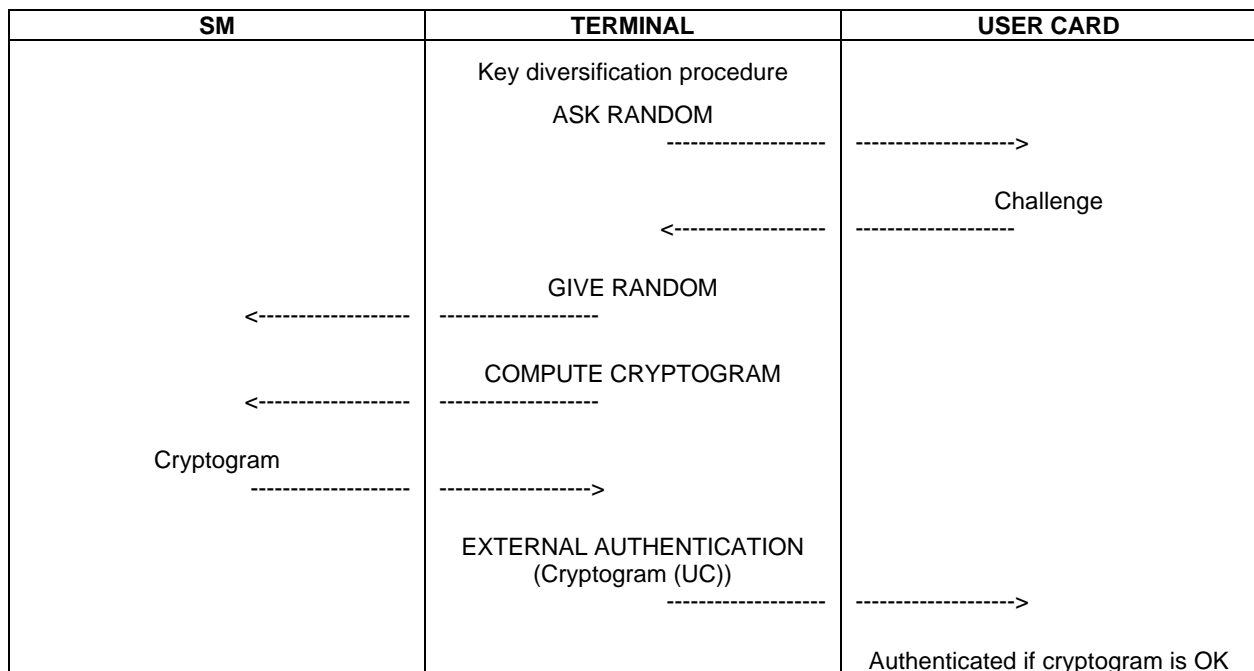 SM TERMINAL USER CARD
Key diversification procedure
ASK RANDOM
-------------------- -------------------->
Challenge
<------------------- --------------------
GIVE RANDOM
<------------------- --------------------
COMPUTE CRYPTOGRAM
<------------------- --------------------
Cryptogram
-------------------- ------------------->
EXTERNAL AUTHENTICATION
(Cryptogram (UC))
-------------------- -------------------->
Authenticated if cryptogram is OK